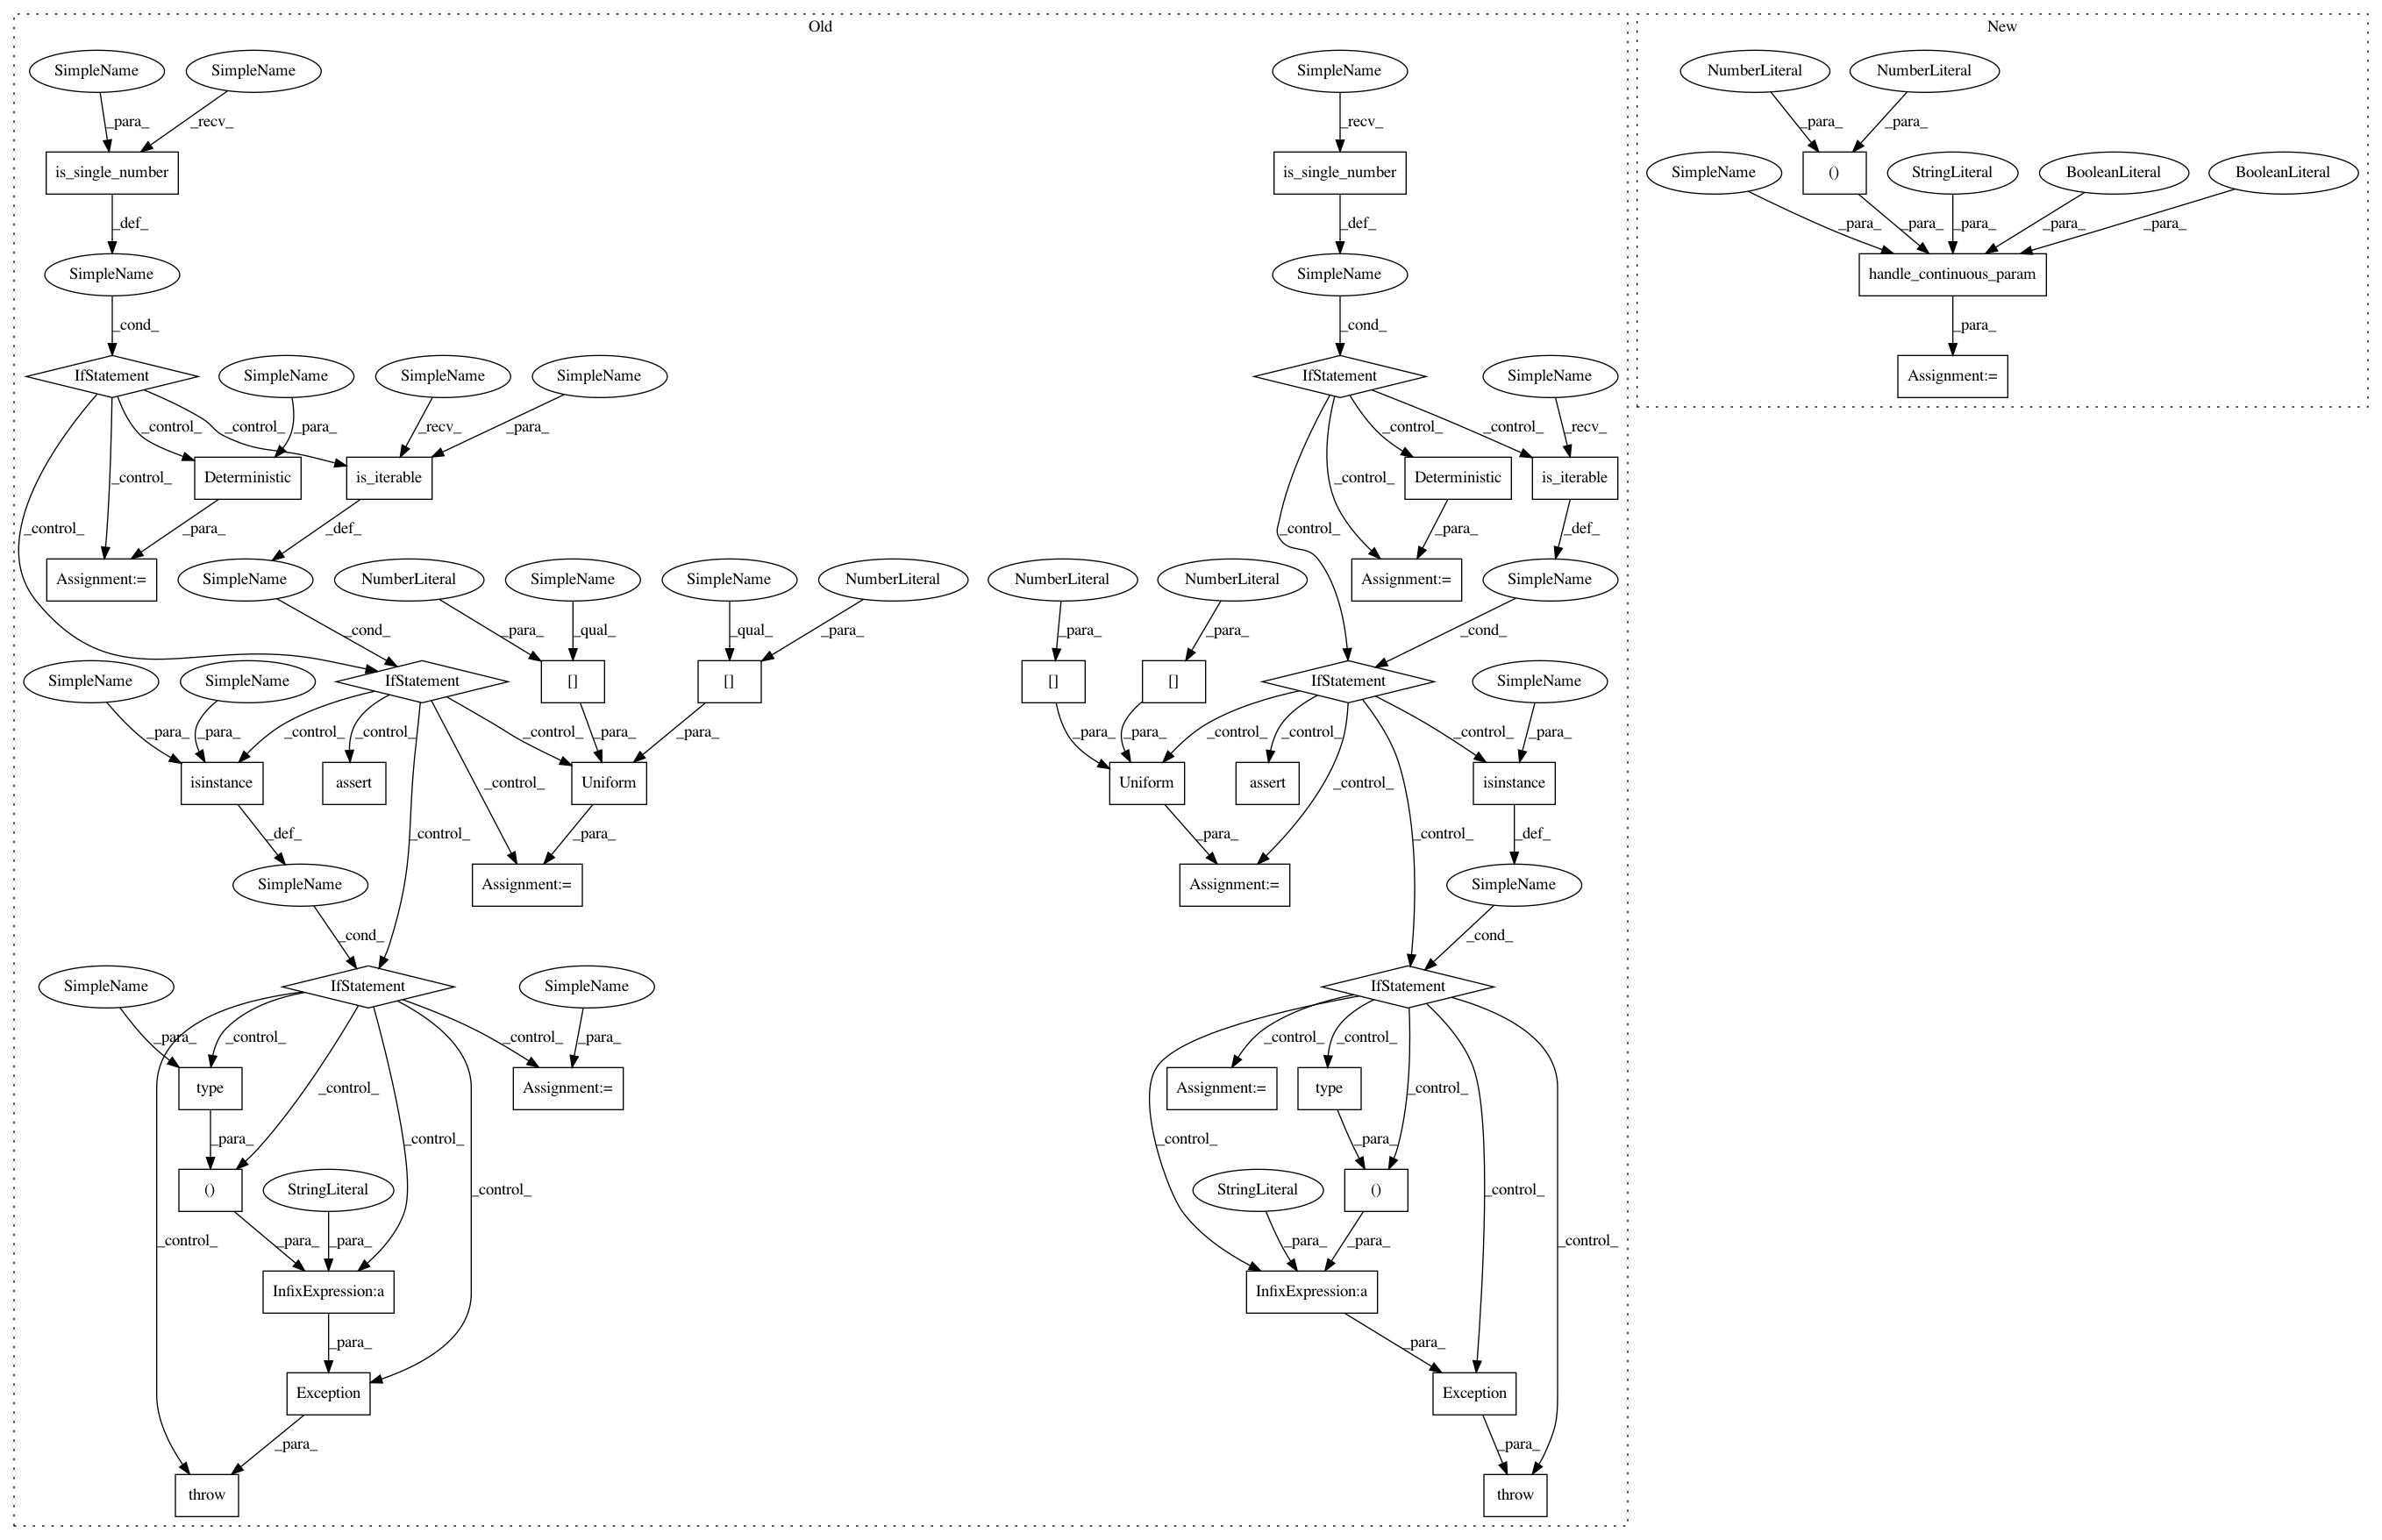 Old
New
SimpleName
SimpleName
SimpleName
NumberLiteral
NumberLiteral
_para_
_recv_
_recv_
_para_
_para_
is_single_number
is_single_number
SimpleName
()
StringLiteral
BooleanLiteral
BooleanLiteral
_def_
_def_
_para_
_para_
_para_
_para_
_para_
SimpleName
SimpleName
handle_continuous_param
_cond_
_cond_
_para_
IfStatement
SimpleName
SimpleName
SimpleName
IfStatement
SimpleName
Assignment:=
_control_
_para_
_control_
_recv_
_para_
_control_
_control_
_recv_
_control_
Deterministic
is_iterable
_control_
Deterministic
is_iterable
_control_
_para_
_def_
_control_
_para_
_def_
Assignment:=
SimpleName
NumberLiteral
SimpleName
SimpleName
NumberLiteral
NumberLiteral
NumberLiteral
Assignment:=
SimpleName
_cond_
_para_
_qual_
_qual_
_para_
_para_
_para_
_cond_
SimpleName
SimpleName
IfStatement
[]
[]
[]
[]
IfStatement
SimpleName
_para_
_para_
_control_
_control_
_control_
_para_
_para_
_para_
_para_
_control_
_control_
_control_
_para_
isinstance
assert
_control_
Uniform
Uniform
assert
_control_
isinstance
_def_
_control_
_para_
_para_
_control_
_def_
SimpleName
Assignment:=
Assignment:=
SimpleName
_cond_
_cond_
SimpleName
IfStatement
SimpleName
IfStatement
_para_
_control_
_control_
_para_
_control_
_control_
type
_control_
Assignment:=
Assignment:=
type
_control_
_para_
_control_
_control_
_para_
()
StringLiteral
_control_
StringLiteral
()
_control_
_control_
_para_
_para_
_para_
_para_
_control_
InfixExpression:a
InfixExpression:a
_para_
_para_
Exception
Exception
_para_
_para_
throw
throw